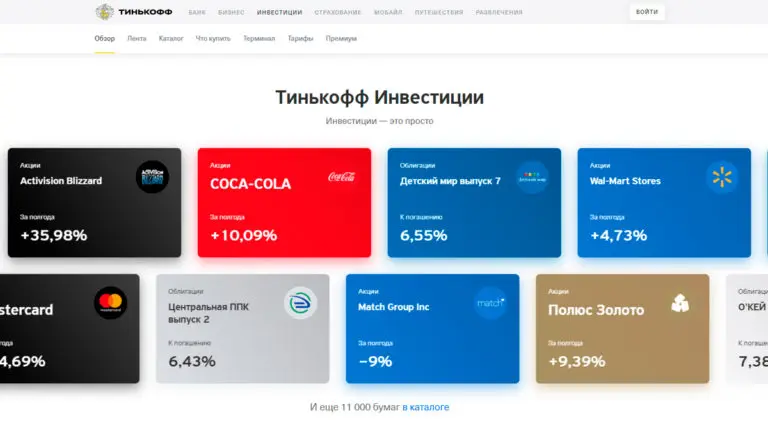 ТИНЬКОФФ
БАНК БИЗНЕС ИНВЕСТИЦИИ СТРАХОВАНИЕ МОБАЙЛ ПУТЕШЕСТВИЯ РАЗВЛЕЧЕНИЯ
ВОЙТИ
Обзор Лента Каталог Что купить Терминал Тарифы Премиум
Тинькофф Инвестиции
Инвестиции — это просто
Акции
Activision Blizzard
ACTIVISION
BLIZZARD
За полгода
+35,98%
Акции
COCA-COLA
Coca-Cola
За полгода
+10,09%
Облигации
Детский мир выпуск 7
детский мир
К погашению
6,55%
Акции
Wal-Mart Stores
За полгода
+4,73%
stercard
mastercard
4,69%
Облигации
Центральная ППК
выпуск 2
К погашению
6,43%
Акции
Match Group Inc
match
За полгода
-9%
Акции
Полюс Золото
За полгода
+9,39%
Облигаци
О'КЕЙ
К погаше
7,38
И еще 11 000 бумаг в каталоге